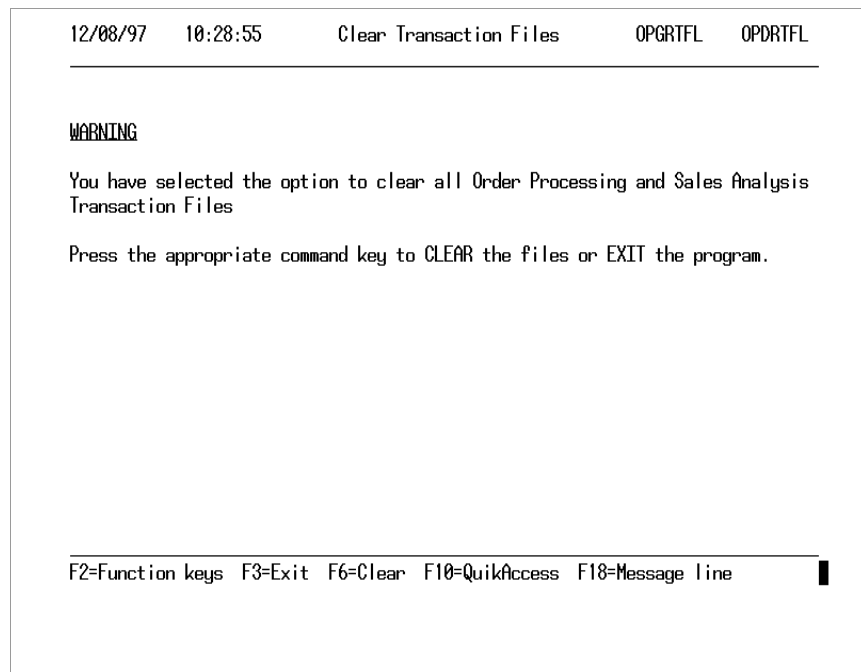 12/08/97 10:28:55 Clear Transaction Files OPGRTFL OPDRTFL
WARNING
You have selected the option to clear all Order Processing and Sales Analysis
Transaction Files
Press the appropriate command key to CLEAR the files or EXIT the program.
F2=Function keys F3=Exit F6=Clear F10=QuikAccess F18=Message line